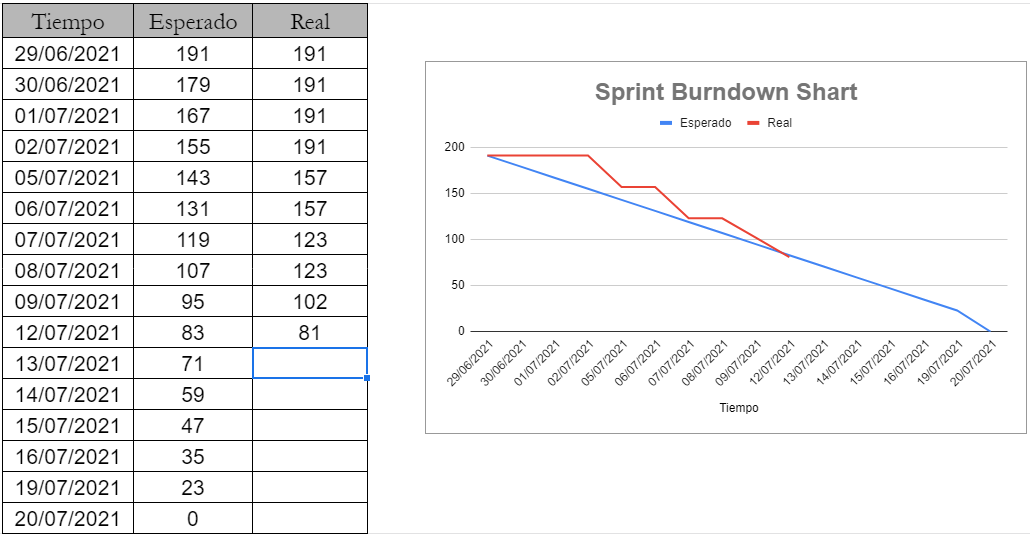 Tiempo Esperado Real
29/06/2021 191 191
30/06/2021 179 191
01/07/2021 167 191
02/07/2021 155 191
05/07/2021 143 157
06/07/2021 131 157
07/07/2021 119 123
08/07/2021 107 123
09/07/2021 95 102
12/07/2021 83 81
13/07/2021 71
14/07/2021 59
15/07/2021 47
16/07/2021 35
19/07/2021 23
20/07/2021 0
Sprint Burndown Shart
Esperado Real
200
150
100
50
0
29/06/2021 30/06/2021 01/07/2021 02/07/2021 05/07/2021 06/07/2021 07/07/2021 08/07/2021 09/07/2021 12/07/2021 13/07/2021 14/07/2021 15/07/2021 16/07/2021 19/07/2021 20/07/2021
Tiempo